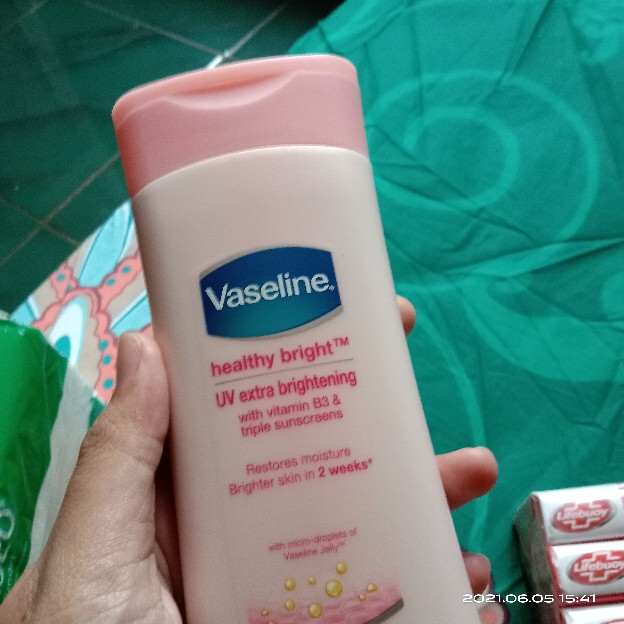 Vaseline®
healthy bright™
UV extra brightening
with vitamin B3 &
triple sunscreens
Restores moisture
Brighter skin in 2 weeks*
with micro-droplets of
Vaseline Jelly™
Lifebuoy
Lifebuoy
2021.06.05 15:41